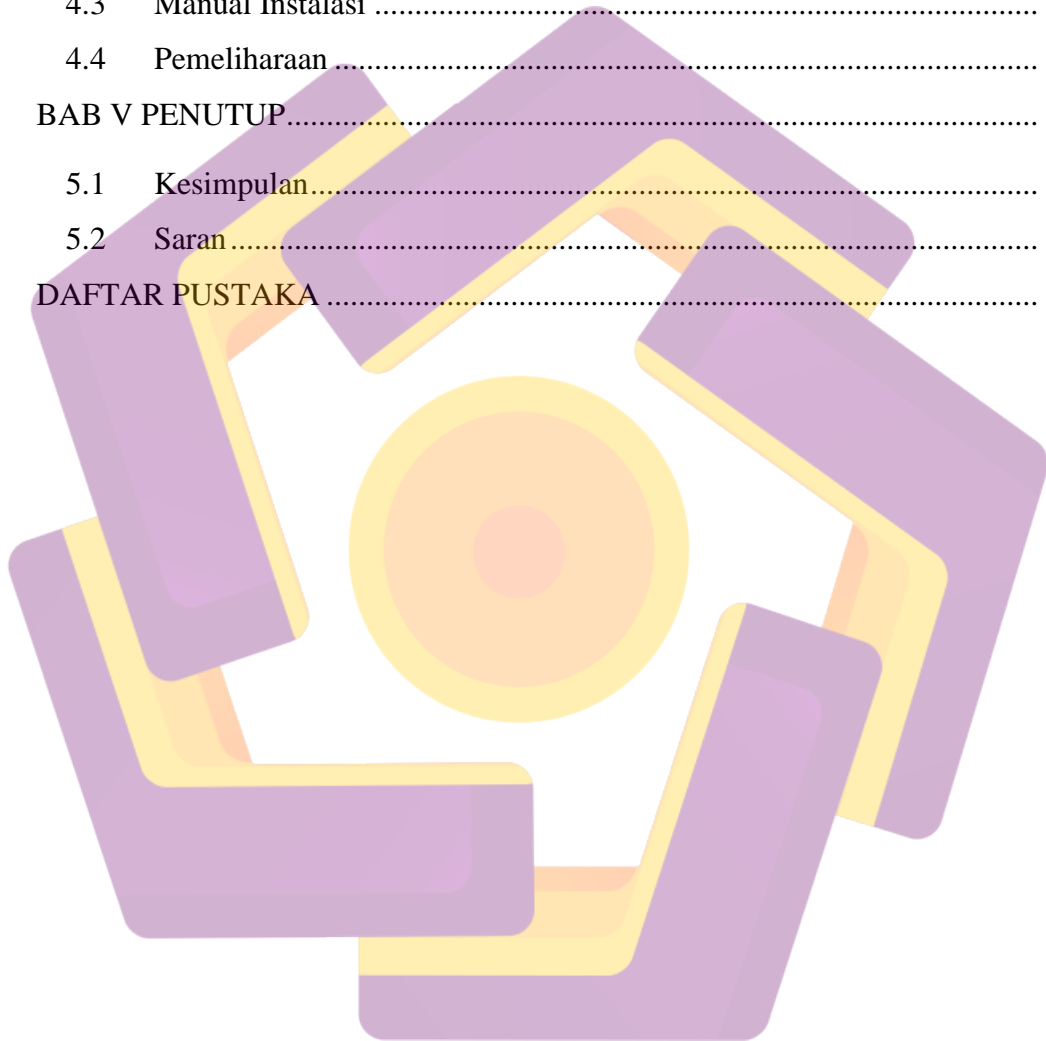 4.3 Manual Instalasi ........................................................................................
4.4 Pemeliharaan .............................................................................................
BAB V PENUTUP...................................................................................................
5.1 Kesimpulan................................................................................................
5.2 Saran..........................................................................................................
DAFTAR PUSTAKA ..............................................................................................